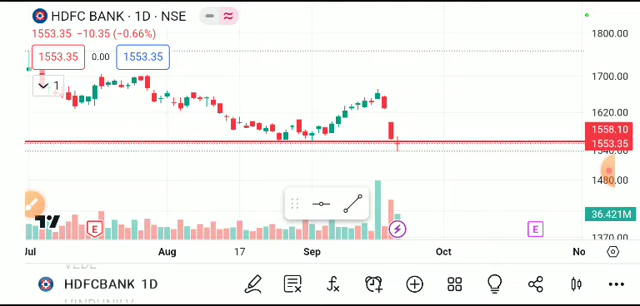 HDFC BANK · 1D · NSE
1553.35 −10.35 (−0.66%)
1553.35 0.00 1553.35
1
1800.00
1700.00
1620.00
1558.10
1553.35
1540.00
1480.00
36.421M
1370.00
E
E
Jul Aug 17 Sep Oct No
HDFCBANK 1D